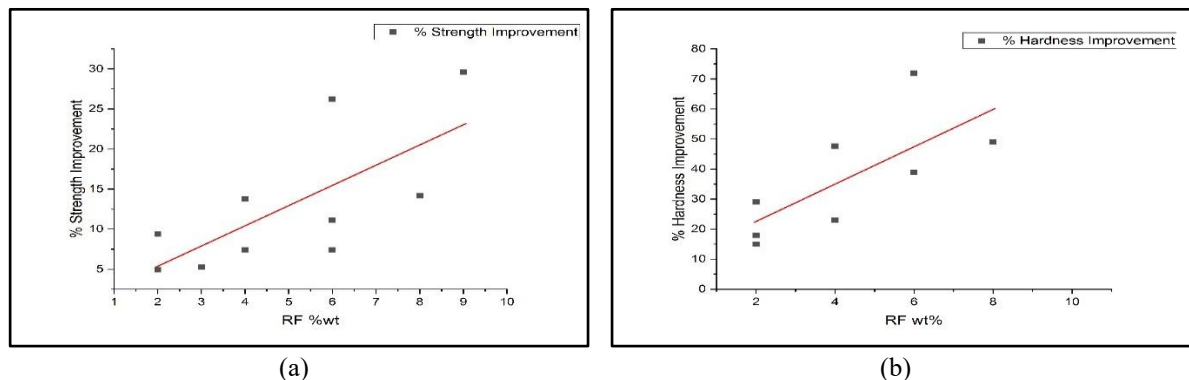 % Strength Improvement
% Strength Improvement
30
25
20
15
10
5
1 2 3 4 5 6 7 8 9 10
RF %wt
(a)
% Hardness Improvement
% Hardness Improvement
80
70
60
50
40
30
20
10
0
2 4 6 8 10
RF wt%
(b)